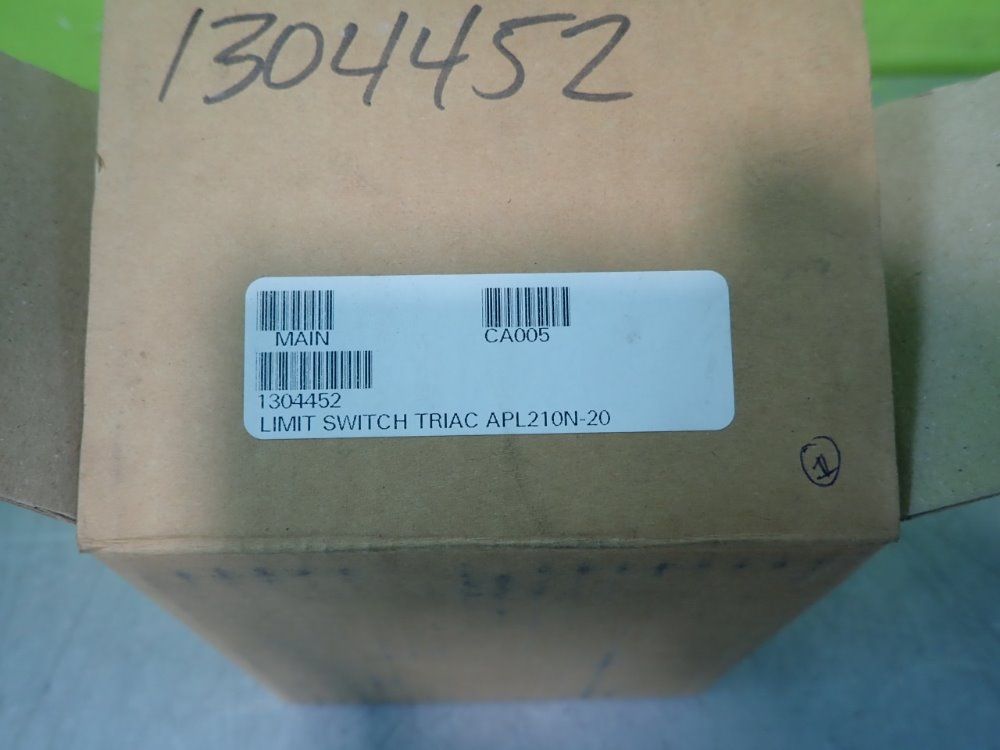 1304452
MAIN CA005
1304452
LIMIT SWITCH TRIAC APL210N-20
1